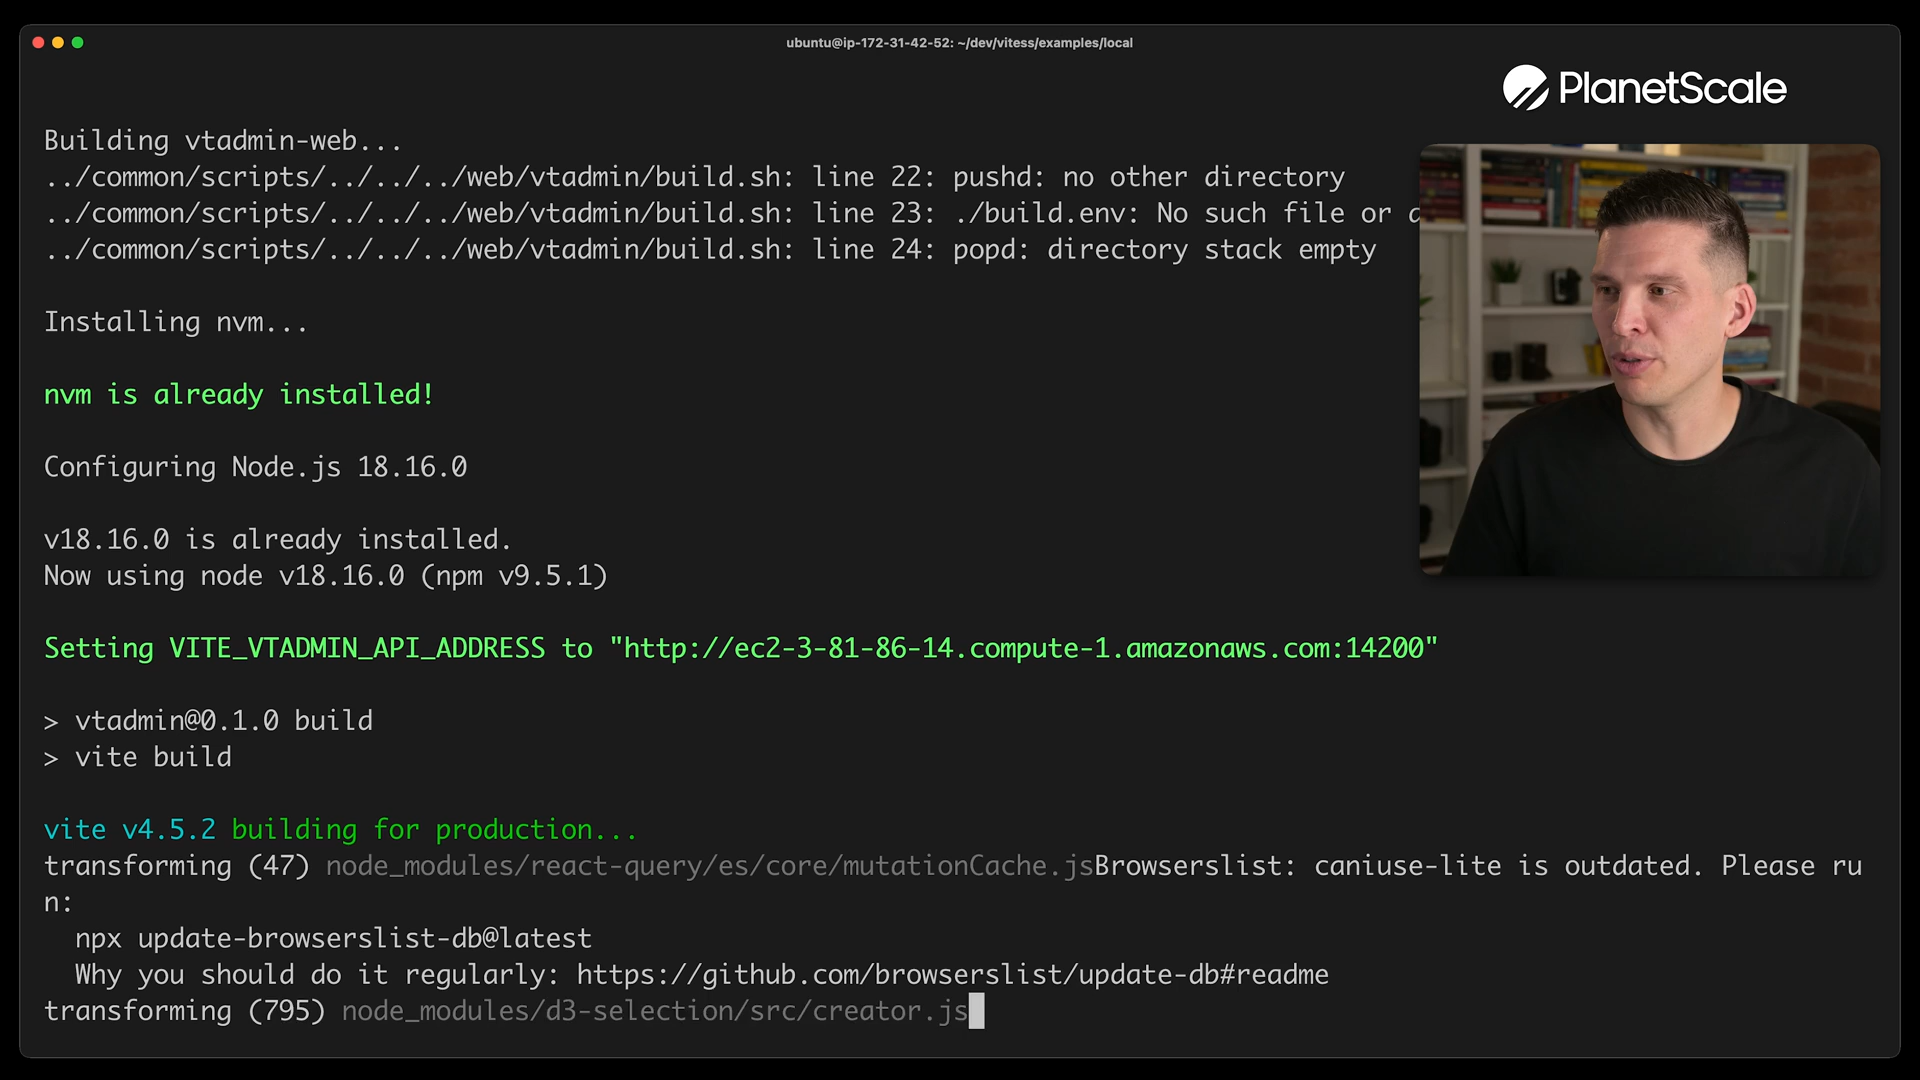 ubuntu@ip-172-31-42-52: ~/dev/vitess/examples/local
PlanetScale
Building vtadmin-web...
../common/scripts/../../../web/vtadmin/build.sh: line 22: pushd: no other directory
../common/scripts/../../../web/vtadmin/build.sh: line 23: ./build.env: No such file or
../common/scripts/../../../web/vtadmin/build.sh: line 24: popd: directory stack empty
Installing nvm...
nvm is already installed!
Configuring Node.js 18.16.0
v18.16.0 is already installed.
Now using node v18.16.0 (npm v9.5.1)
Setting VITE_VTADMIN_API_ADDRESS to "http://ec2-3-81-86-14.compute-1.amazonaws.com:14200"
> vtadmin@0.1.0 build
> vite build
vite v4.5.2 building for production...
transforming (47) node_modules/react-query/es/core/mutationCache.jsBrowserslist: caniuse-lite is outdated. Please ru
n:
npx update-browserslist-db@latest
Why you should do it regularly: https://github.com/browserslist/update-db#readme
transforming (795) node_modules/d3-selection/src/creator.js